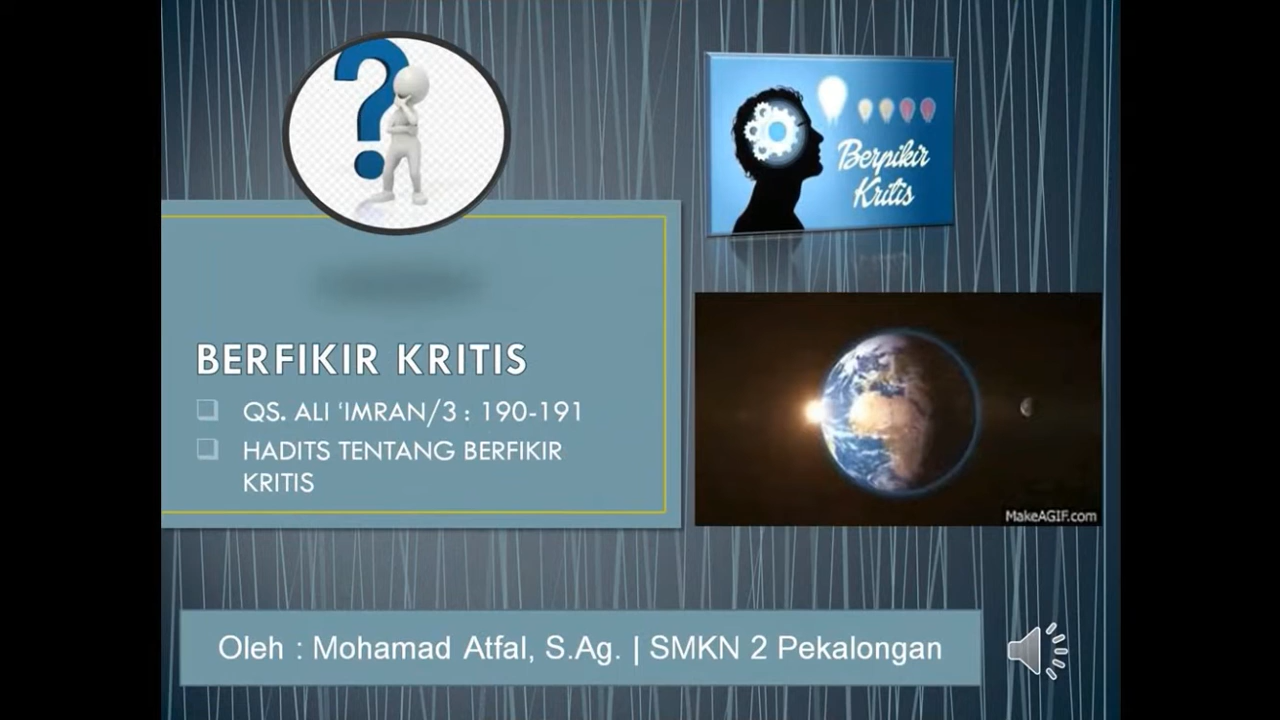 Berpikir
Kritis
BERFIKIR KRITIS
QS. ALI ‘IMRAN/3 : 190-191
HADITS TENTANG BERFIKIR
KRITIS
MakeAGIF.com
Oleh : Mohamad Atfal, S.Ag. | SMKN 2 Pekalongan